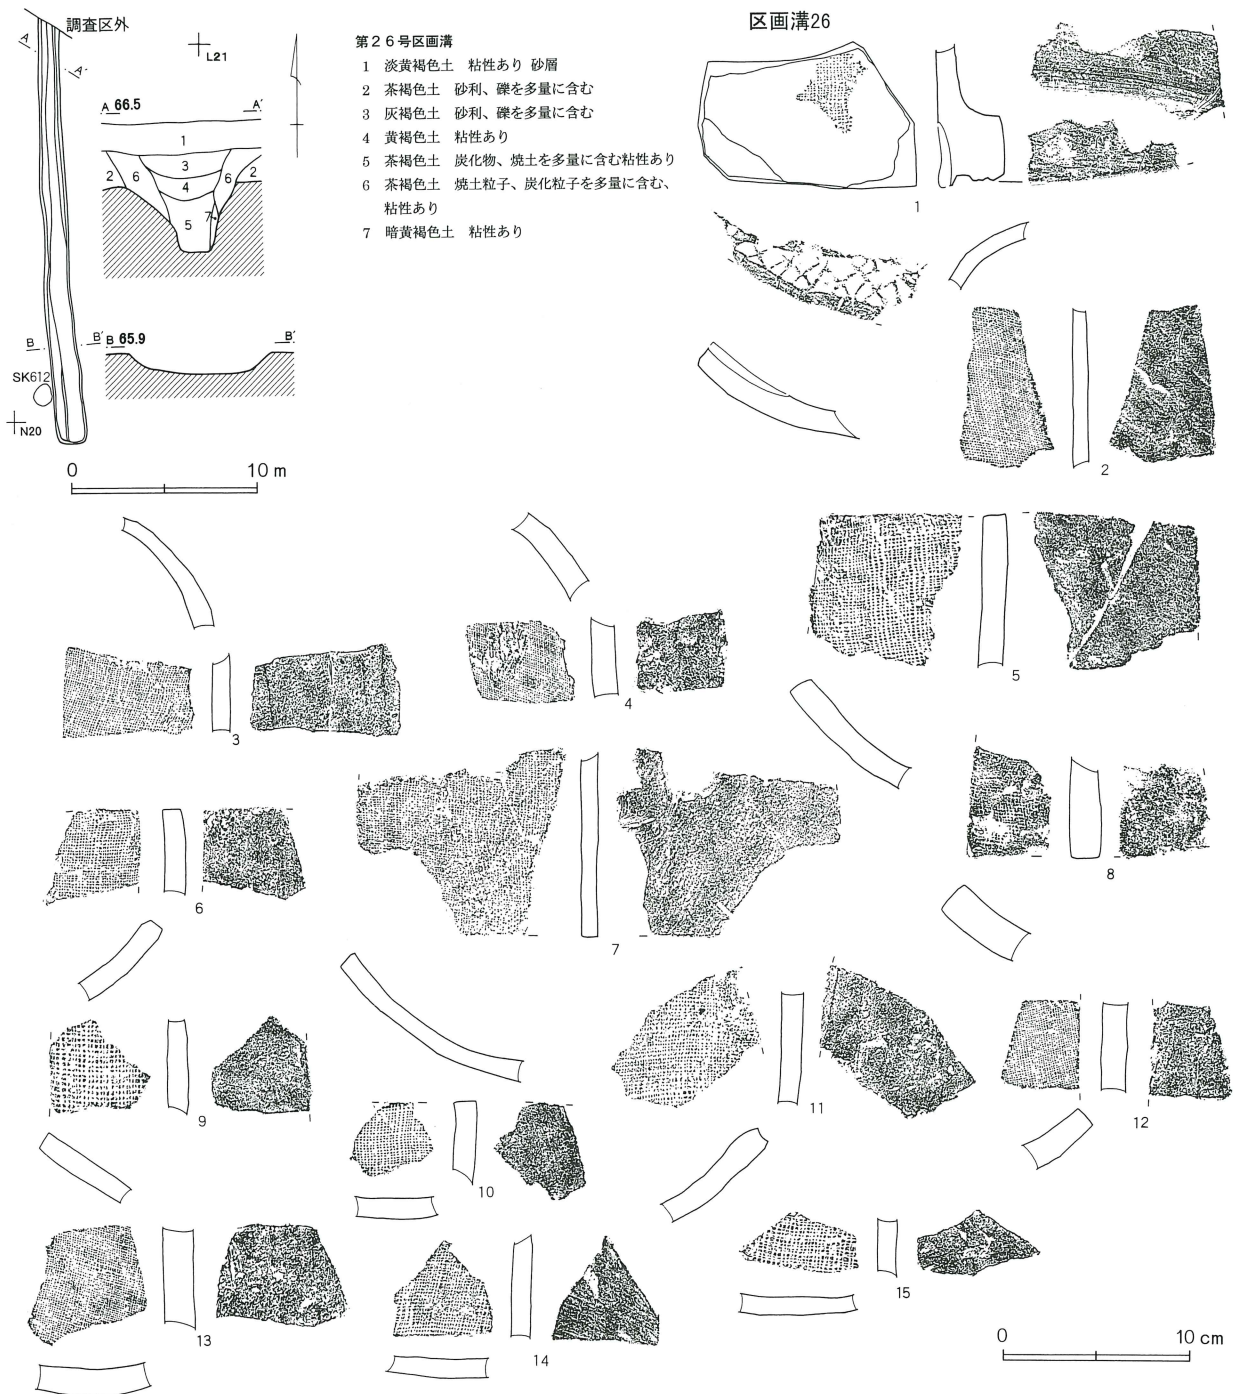 調査区外
A
A'
L21
A 66.5
A'
1
2
6
3
4
6
2
5
7
B
B'
B 65.9
B'
SK612
N20
0 10 m
第26号区画溝
1 淡黄褐色土 粘性あり 砂層
2 茶褐色土 砂利、礫を多量に含む
3 灰褐色土 砂利、礫を多量に含む
4 黄褐色土 粘性あり
5 茶褐色土 炭化物、焼土を多量に含む粘性あり
6 茶褐色土 焼土粒子、炭化粒子を多量に含む、
粘性あり
7 暗黄褐色土 粘性あり
区画溝26
1
2
3
4
5
6
7
8
9
10
11
12
13
14
15
0 10 cm